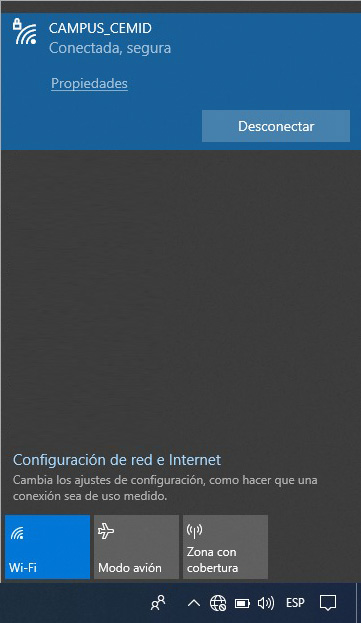 CAMPUS_CEMID
Conectada, segura
Propiedades
Desconectar
Configuración de red e Internet
Cambia los ajustes de configuración, como hacer que una
conexión sea de uso medido.
Wi-Fi
Modo avión
Zona con
cobertura
ESP